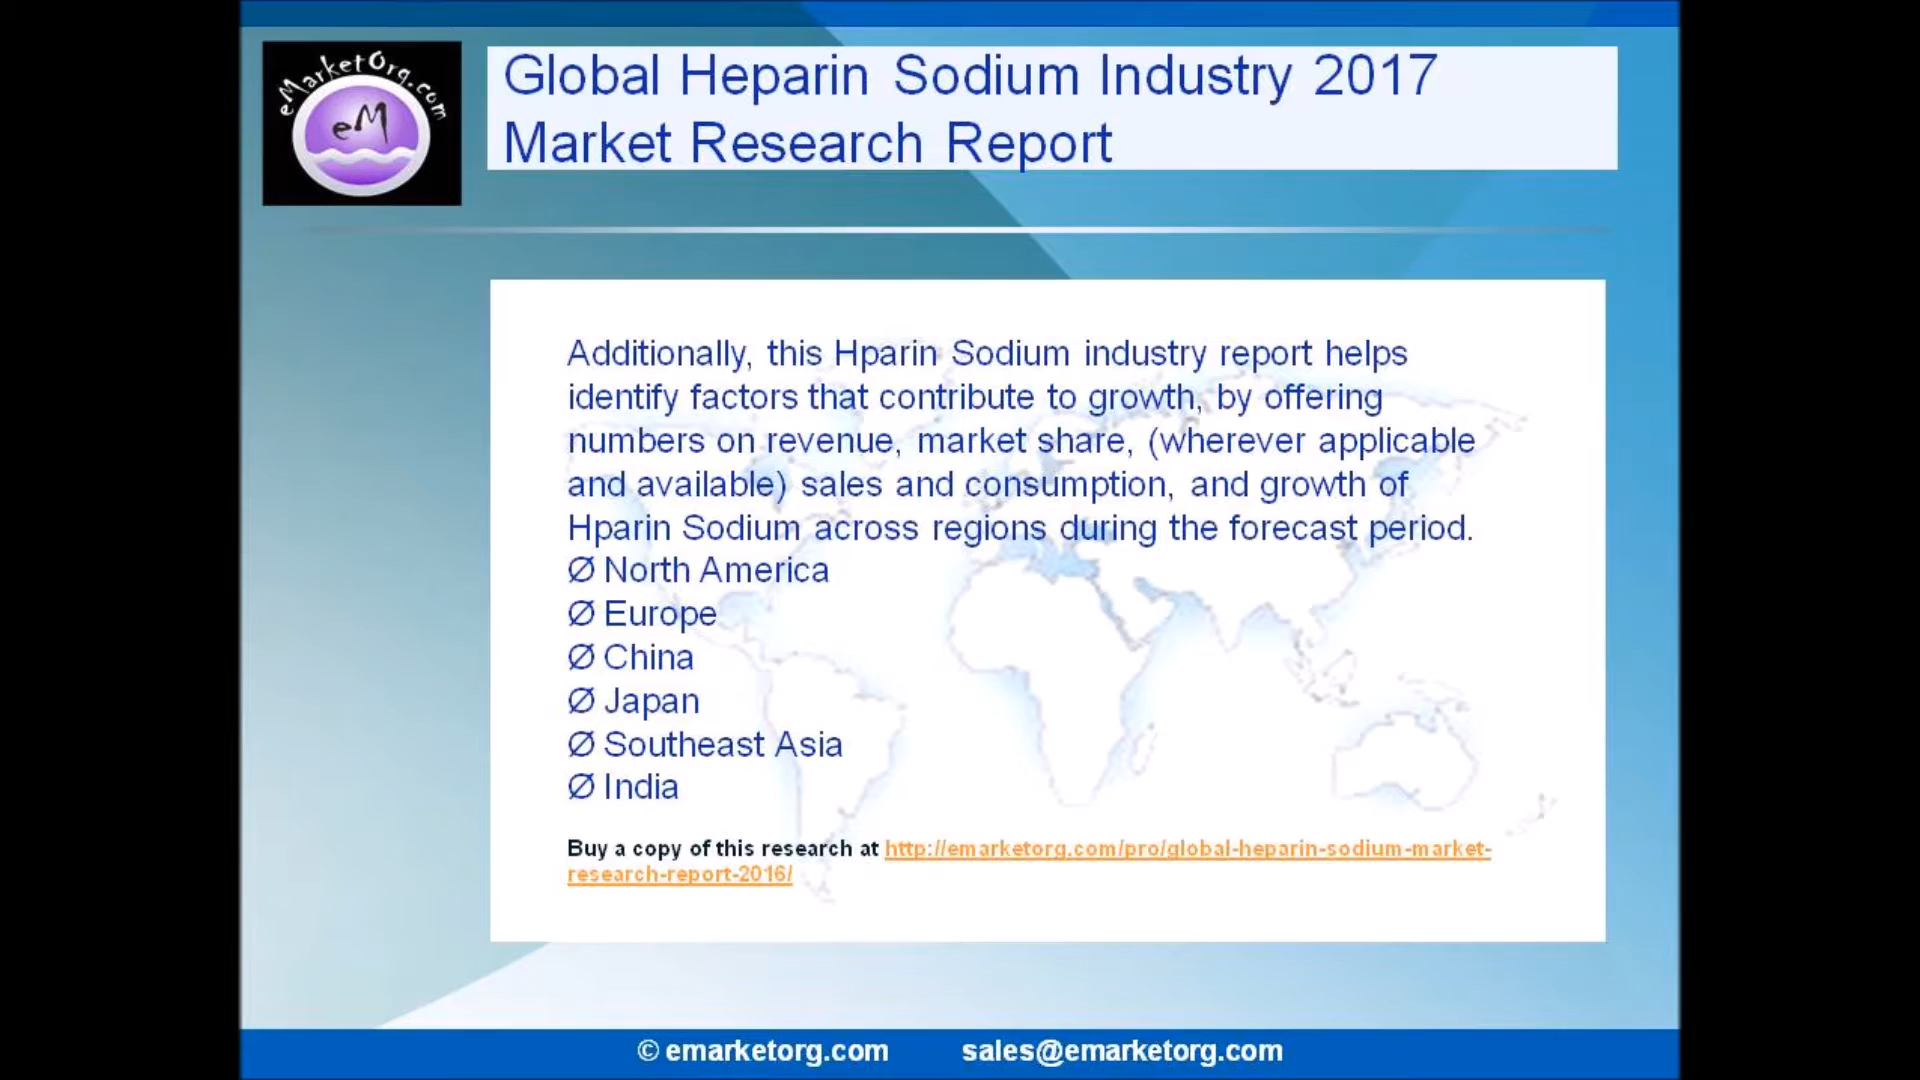 eMarketOrg.com
eM
Global Heparin Sodium Industry 2017
Market Research Report
Additionally, this Hparin Sodium industry report helps
identify factors that contribute to growth, by offering
numbers on revenue, market share, (wherever applicable
and available) sales and consumption, and growth of
Hparin Sodium across regions during the forecast period.
Ø North America
Ø Europe
Ø China
Ø Japan
Ø Southeast Asia
Ø India
Buy a copy of this research at http://emarketorg.com/pro/global-heparin-sodium-market-
research-report-2016/
© emarketorg.com sales@emarketorg.com